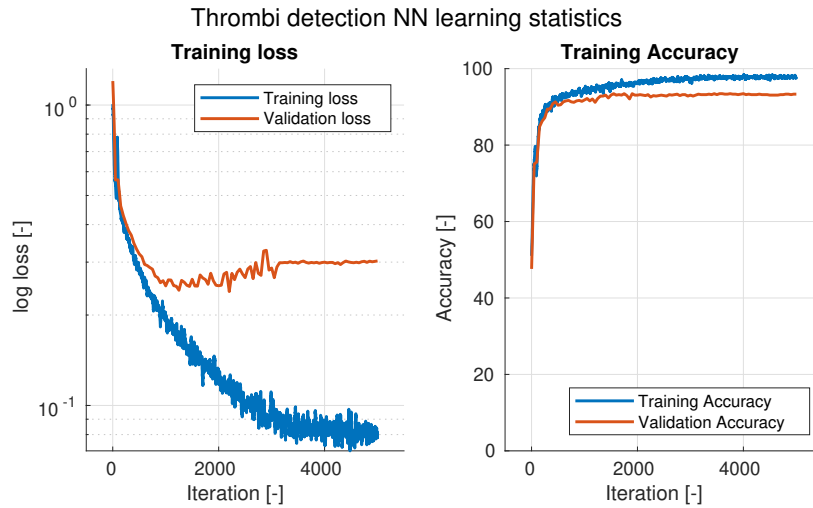 Thrombi detection NN learning statistics
Training loss
log loss [-]
10^0
10^-1
Training loss
Validation loss
0
2000
4000
Iteration [-]
Training Accuracy
Accuracy [-]
100
80
60
40
20
0
Training Accuracy
Validation Accuracy
0
2000
4000
Iteration [-]